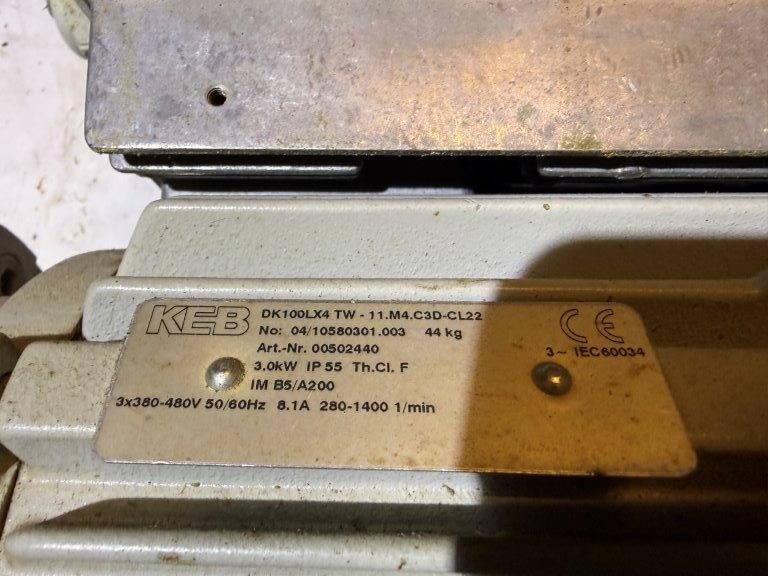 KEB
DK100LX4 TW - 11.M4.C3D-CL22
No: 04/10580301.003 44 kg
Art.-Nr. 00502440
3.0kW IP 55 Th.Cl. F
IM B5/A200
3x380-480V 50/60Hz 8.1A 280-1400 1/min
CE
3~ IEC60034